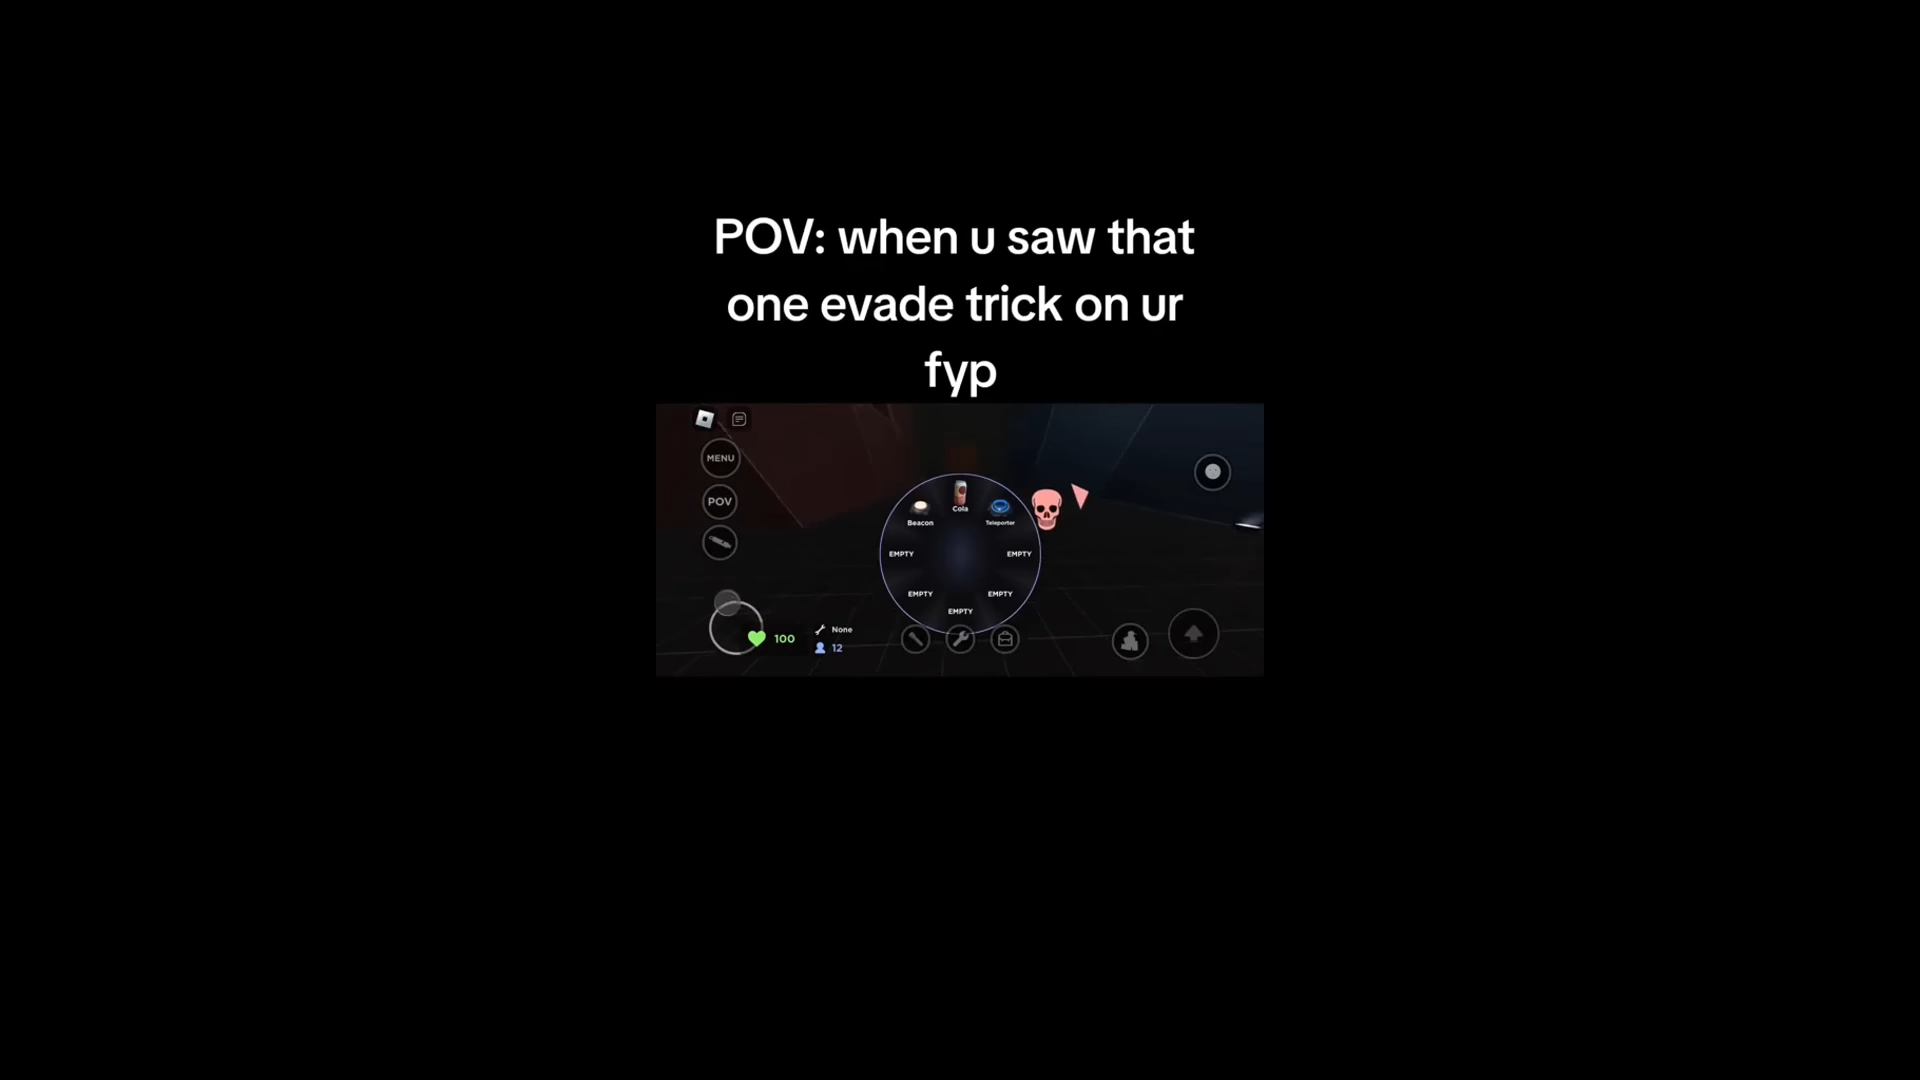 POV: when u saw that
one evade trick on ur
fyp
MENU
POV
Cola
Beacon
Teleporter
EMPTY
EMPTY
EMPTY
EMPTY
EMPTY
100
None
12